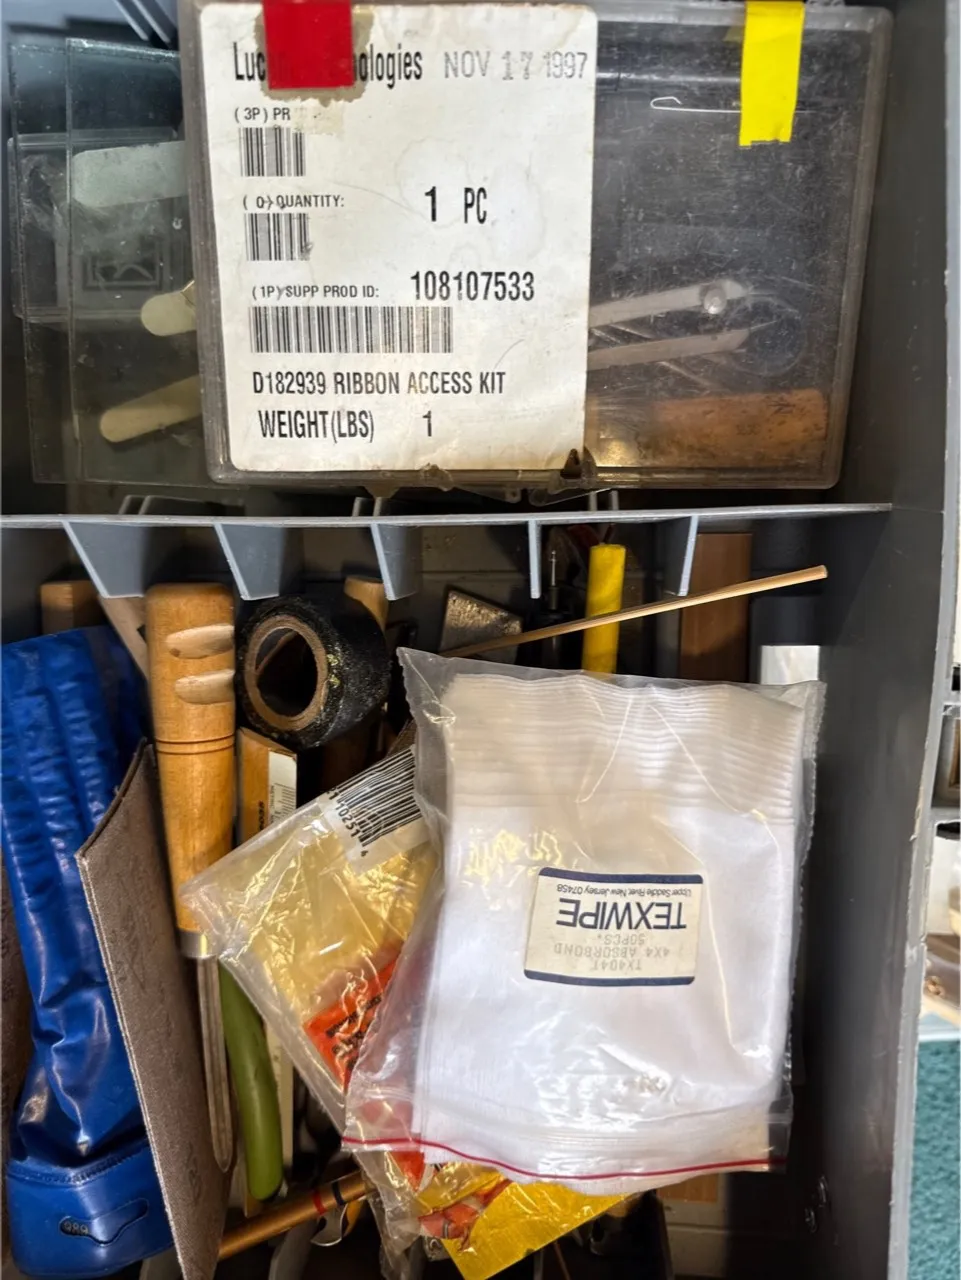 Lucent Technologies NOV 17 1997
(3P) PR
(Q) QUANTITY: 1 PC
(1P) SUPP PROD ID: 108107533
D182939 RIBBON ACCESS KIT
WEIGHT(LBS) 1
TEXWIPE
Upper Saddle River, New Jersey 07458
TX404T
4X4 ABSORBOND
50PCS.
989